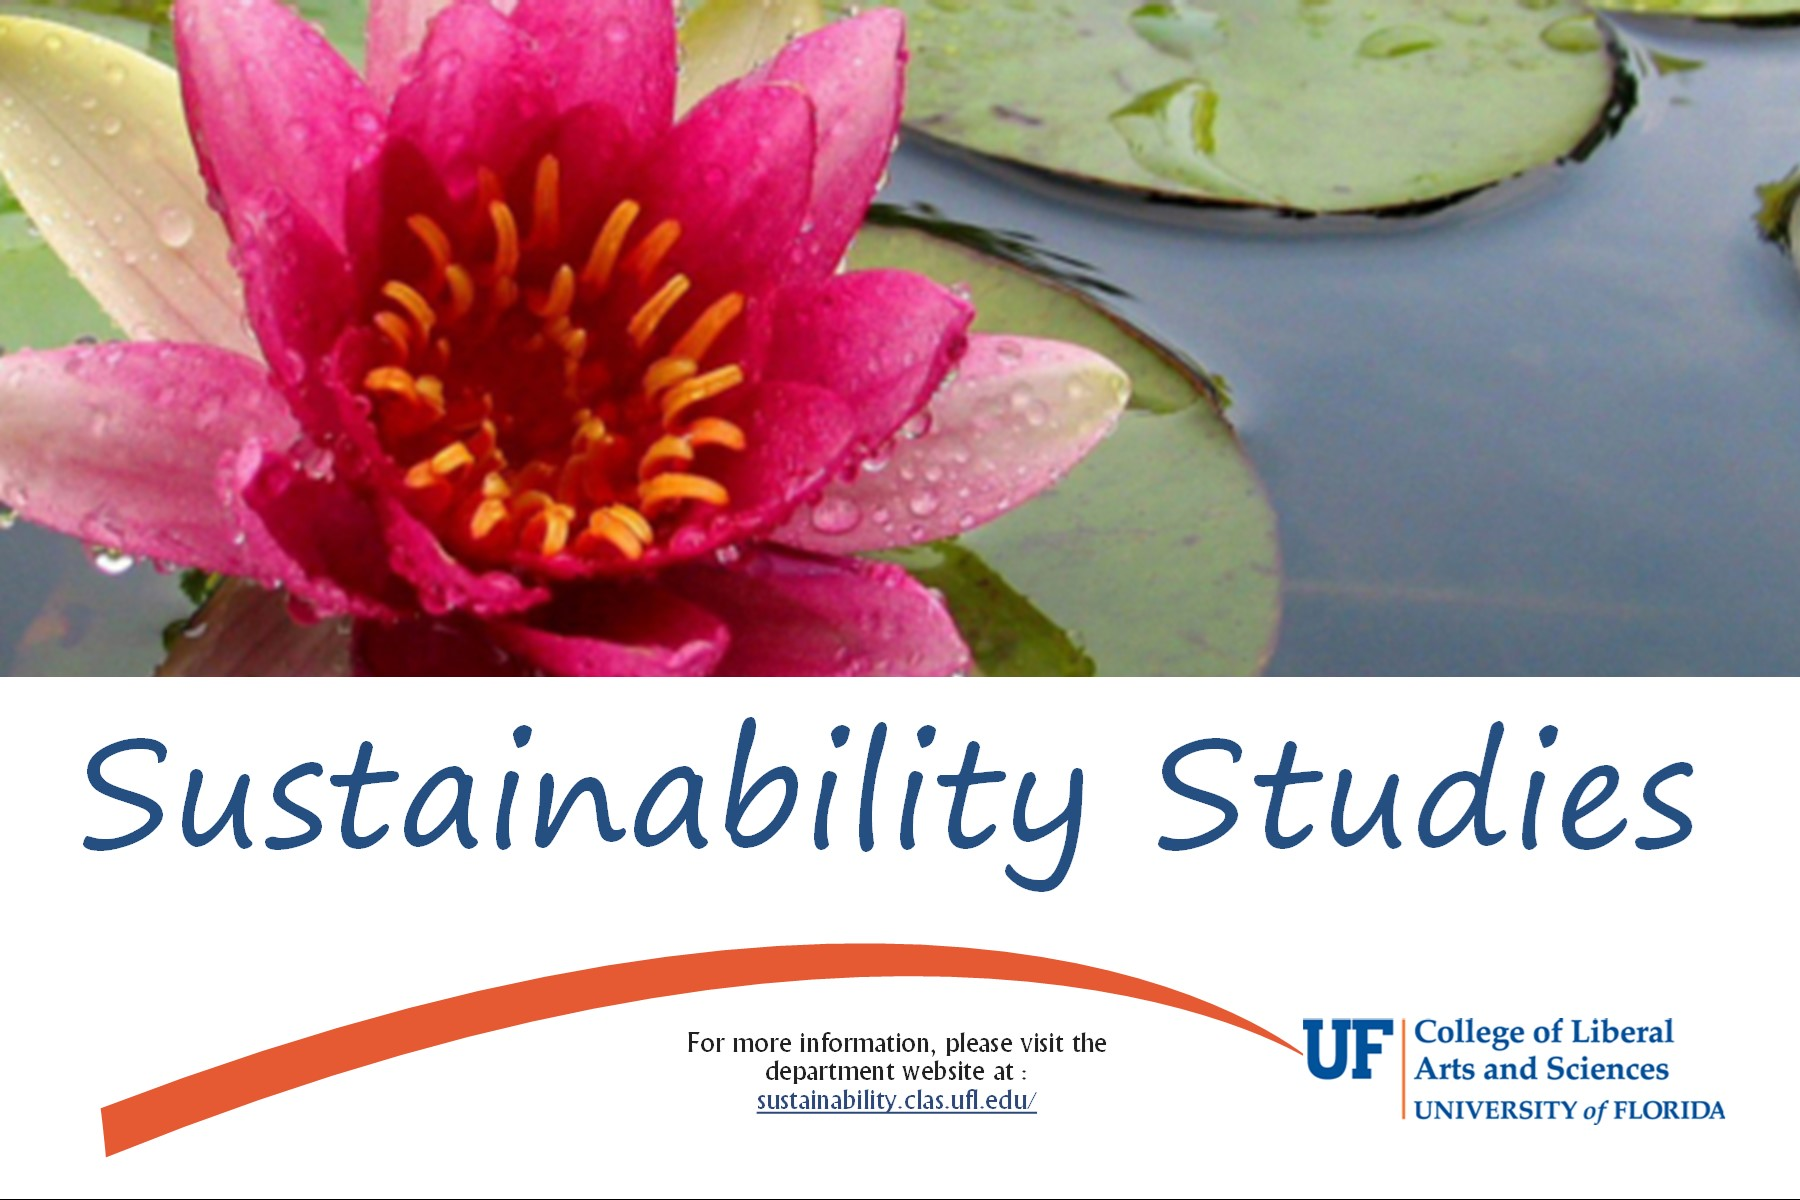 Sustainability Studies
For more information, please visit the
department website at :
sustainability.clas.ufl.edu/
UF
College of Liberal
Arts and Sciences
UNIVERSITY of FLORIDA